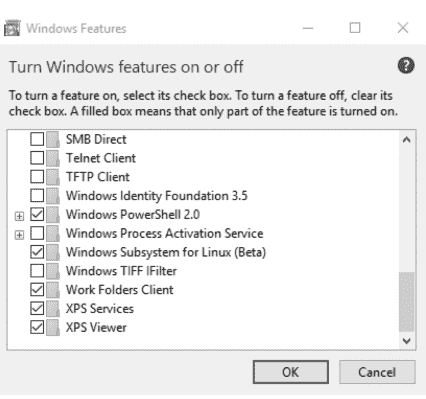 Windows Features
Turn Windows features on or off
To turn a feature on, select its check box. To turn a feature off, clear its
check box. A filled box means that only part of the feature is turned on.
SMB Direct
Telnet Client
TFTP Client
Windows Identity Foundation 3.5
Windows PowerShell 2.0
Windows Process Activation Service
Windows Subsystem for Linux (Beta)
Windows TIFF IFilter
Work Folders Client
XPS Services
XPS Viewer
OK Cancel